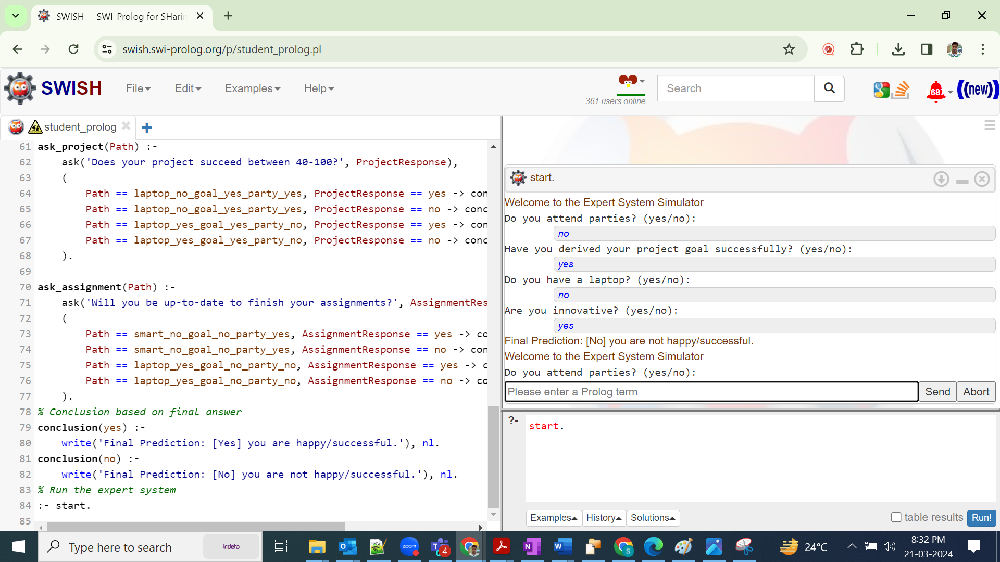 SWISH -- SWI-Prolog for SHarin
swish.swi-prolog.org/p/student_prolog.pl
SWISH
File
Edit
Examples
Help
361 users online
Search
687
((new))
student_prolog
61 ask_project(Path) :-
62 ask('Does your project succeed between 40-100?', ProjectResponse),
63 (
64 Path == laptop_no_goal_yes_party_yes, ProjectResponse == yes -> con
65 Path == laptop_no_goal_yes_party_yes, ProjectResponse == no -> conc
66 Path == laptop_yes_goal_yes_party_no, ProjectResponse == yes -> con
67 Path == laptop_yes_goal_yes_party_no, ProjectResponse == no -> conc
68 ).
69
70 ask_assignment(Path) :-
71 ask('Will you be up-to-date to finish your assignments?', AssignmentRes
72 (
73 Path == smart_no_goal_no_party_yes, AssignmentResponse == yes -> co
74 Path == smart_no_goal_no_party_yes, AssignmentResponse == no -> con
75 Path == laptop_yes_goal_no_party_no, AssignmentResponse == yes -> c
76 Path == laptop_yes_goal_no_party_no, AssignmentResponse == no -> co
77 ).
78 % Conclusion based on final answer
79 conclusion(yes) :-
80 write('Final Prediction: [Yes] you are happy/successful.'), nl.
81 conclusion(no) :-
82 write('Final Prediction: [No] you are not happy/successful.'), nl.
83 % Run the expert system
84 :- start.
85
start.
Welcome to the Expert System Simulator
Do you attend parties? (yes/no):
no
Have you derived your project goal successfully? (yes/no):
yes
Do you have a laptop? (yes/no):
no
Are you innovative? (yes/no):
yes
Final Prediction: [No] you are not happy/successful.
Welcome to the Expert System Simulator
Do you attend parties? (yes/no):
Please enter a Prolog term
Send
Abort
?- start.
Examples
History
Solutions
table results
Run!
Type here to search
irdeto
zoom
4
24°C
8:32 PM
21-03-2024